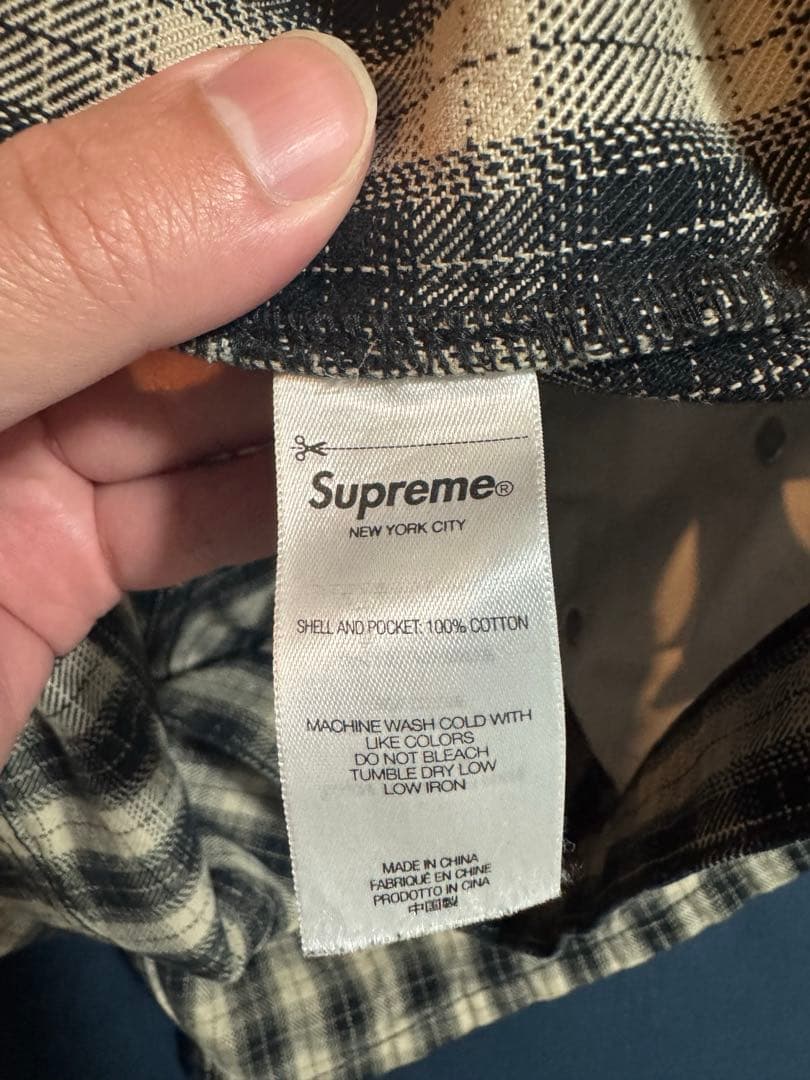 Supreme®
NEW YORK CITY
SHELL AND POCKET: 100% COTTON
MACHINE WASH COLD WITH
LIKE COLORS
DO NOT BLEACH
TUMBLE DRY LOW
LOW IRON
MADE IN CHINA
FABRIQUÉ EN CHINE
PRODOTTO IN CINA
中國製